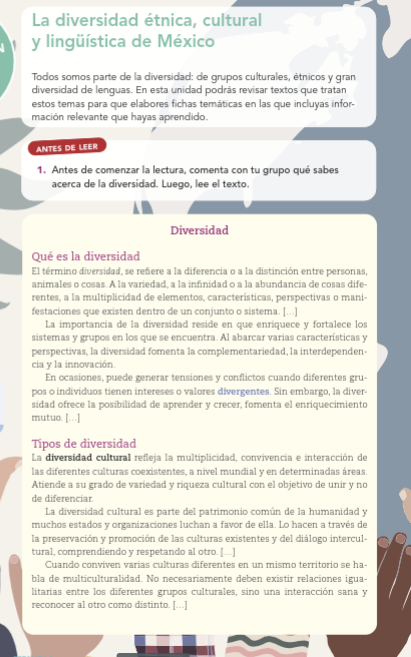 La diversidad étnica, cultural
y lingüística de México
Todos somos parte de la diversidad: de grupos culturales, étnicos y gran
diversidad de lenguas. En esta unidad podrás revisar textos que tratan
estos temas para que elabores fichas temáticas en las que incluyas infor-
mación relevante que hayas aprendido.
ANTES DE LEER
1. Antes de comenzar la lectura, comenta con tu grupo qué sabes
acerca de la diversidad. Luego, lee el texto.
Diversidad
Qué es la diversidad
El término diversidad, se refiere a la diferencia o a la distinción entre personas,
animales o cosas. A la variedad, a la infinidad o a la abundancia de cosas dife-
rentes, a la multiplicidad de elementos, características, perspectivas o mani-
festaciones que existen dentro de un conjunto o sistema. [...]
La importancia de la diversidad reside en que enriquece y fortalece los
sistemas y grupos en los que se encuentra. Al abarcar varias características y
perspectivas, la diversidad fomenta la complementariedad, la interdependen-
cia y la innovación.
En ocasiones, puede generar tensiones y conflictos cuando diferentes gru-
pos o individuos tienen intereses o valores divergentes. Sin embargo, la diver-
sidad ofrece la posibilidad de aprender y crecer, fomenta el enriquecimiento
mutuo. [...]
Tipos de diversidad
La diversidad cultural refleja la multiplicidad, convivencia e interacción de
las diferentes culturas coexistentes, a nivel mundial y en determinadas áreas.
Atiende a su grado de variedad y riqueza cultural con el objetivo de unir y no
de diferenciar.
La diversidad cultural es parte del patrimonio común de la humanidad y
muchos estados y organizaciones luchan a favor de ella. Lo hacen a través de
la preservación y promoción de las culturas existentes y del diálogo intercul-
tural, comprendiendo y respetando al otro. [...]
Cuando conviven varias culturas diferentes en un mismo territorio se ha-
bla de multiculturalidad. No necesariamente deben existir relaciones igua-
litarias entre los diferentes grupos culturales, sino una interacción sana y
reconocer al otro como distinto. [...]